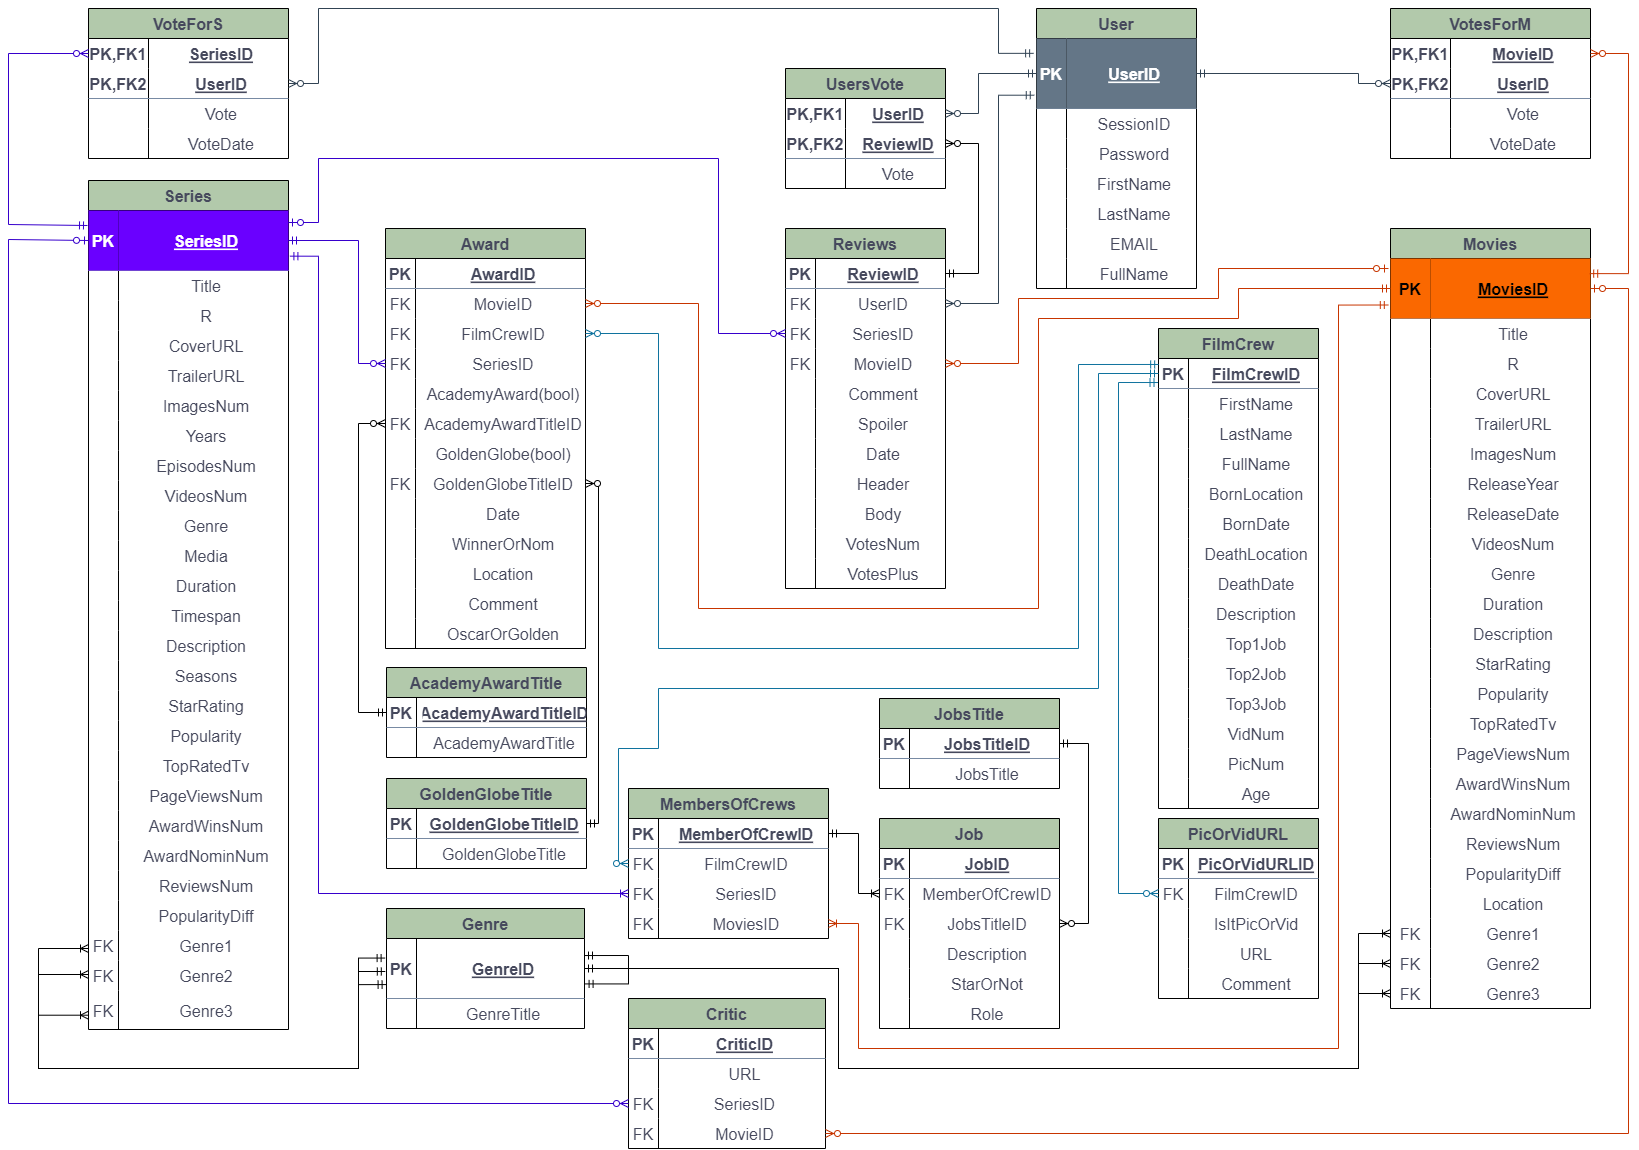 VoteForS
PK,FK1 SeriesID
PK,FK2 UserID
Vote
VoteDate
User
PK UserID
SessionID
Password
FirstName
LastName
EMAIL
FullName
VotesForM
PK,FK1 MovieID
PK,FK2 UserID
Vote
VoteDate
UsersVote
PK,FK1 UserID
PK,FK2 ReviewID
Vote
Series
PK SeriesID
Title
R
CoverURL
TrailerURL
ImagesNum
Years
EpisodesNum
VideosNum
Genre
Media
Duration
Timespan
Description
Seasons
StarRating
Popularity
TopRatedTv
PageViewsNum
AwardWinsNum
AwardNominNum
ReviewsNum
PopularityDiff
FK Genre1
FK Genre2
FK Genre3
Award
PK AwardID
FK MovieID
FK FilmCrewID
FK SeriesID
AcademyAward(bool)
FK AcademyAwardTitleID
GoldenGlobe(bool)
FK GoldenGlobeTitleID
Date
WinnerOrNom
Location
Comment
OscarOrGolden
Reviews
PK ReviewID
FK UserID
FK SeriesID
FK MovieID
Comment
Spoiler
Date
Header
Body
VotesNum
VotesPlus
Movies
PK MoviesID
Title
R
CoverURL
TrailerURL
ImagesNum
ReleaseYear
ReleaseDate
VideosNum
Genre
Duration
Description
StarRating
Popularity
TopRatedTv
PageViewsNum
AwardWinsNum
AwardNominNum
ReviewsNum
PopularityDiff
Location
FK Genre1
FK Genre2
FK Genre3
FilmCrew
PK FilmCrewID
FirstName
LastName
FullName
BornLocation
BornDate
DeathLocation
DeathDate
Description
Top1Job
Top2Job
Top3Job
VidNum
PicNum
Age
AcademyAwardTitle
PK AcademyAwardTitleID
AcademyAwardTitle
GoldenGlobeTitle
PK GoldenGlobeTitleID
GoldenGlobeTitle
JobsTitle
PK JobsTitleID
JobsTitle
MembersOfCrews
PK MemberOfCrewID
FK FilmCrewID
FK SeriesID
FK MoviesID
Job
PK JobID
FK MemberOfCrewID
FK JobsTitleID
Description
StarOrNot
Role
PicOrVidURL
PK PicOrVidURLID
FK FilmCrewID
IsItPicOrVid
URL
Comment
Genre
PK GenreID
GenreTitle
Critic
PK CriticID
URL
FK SeriesID
FK MovieID